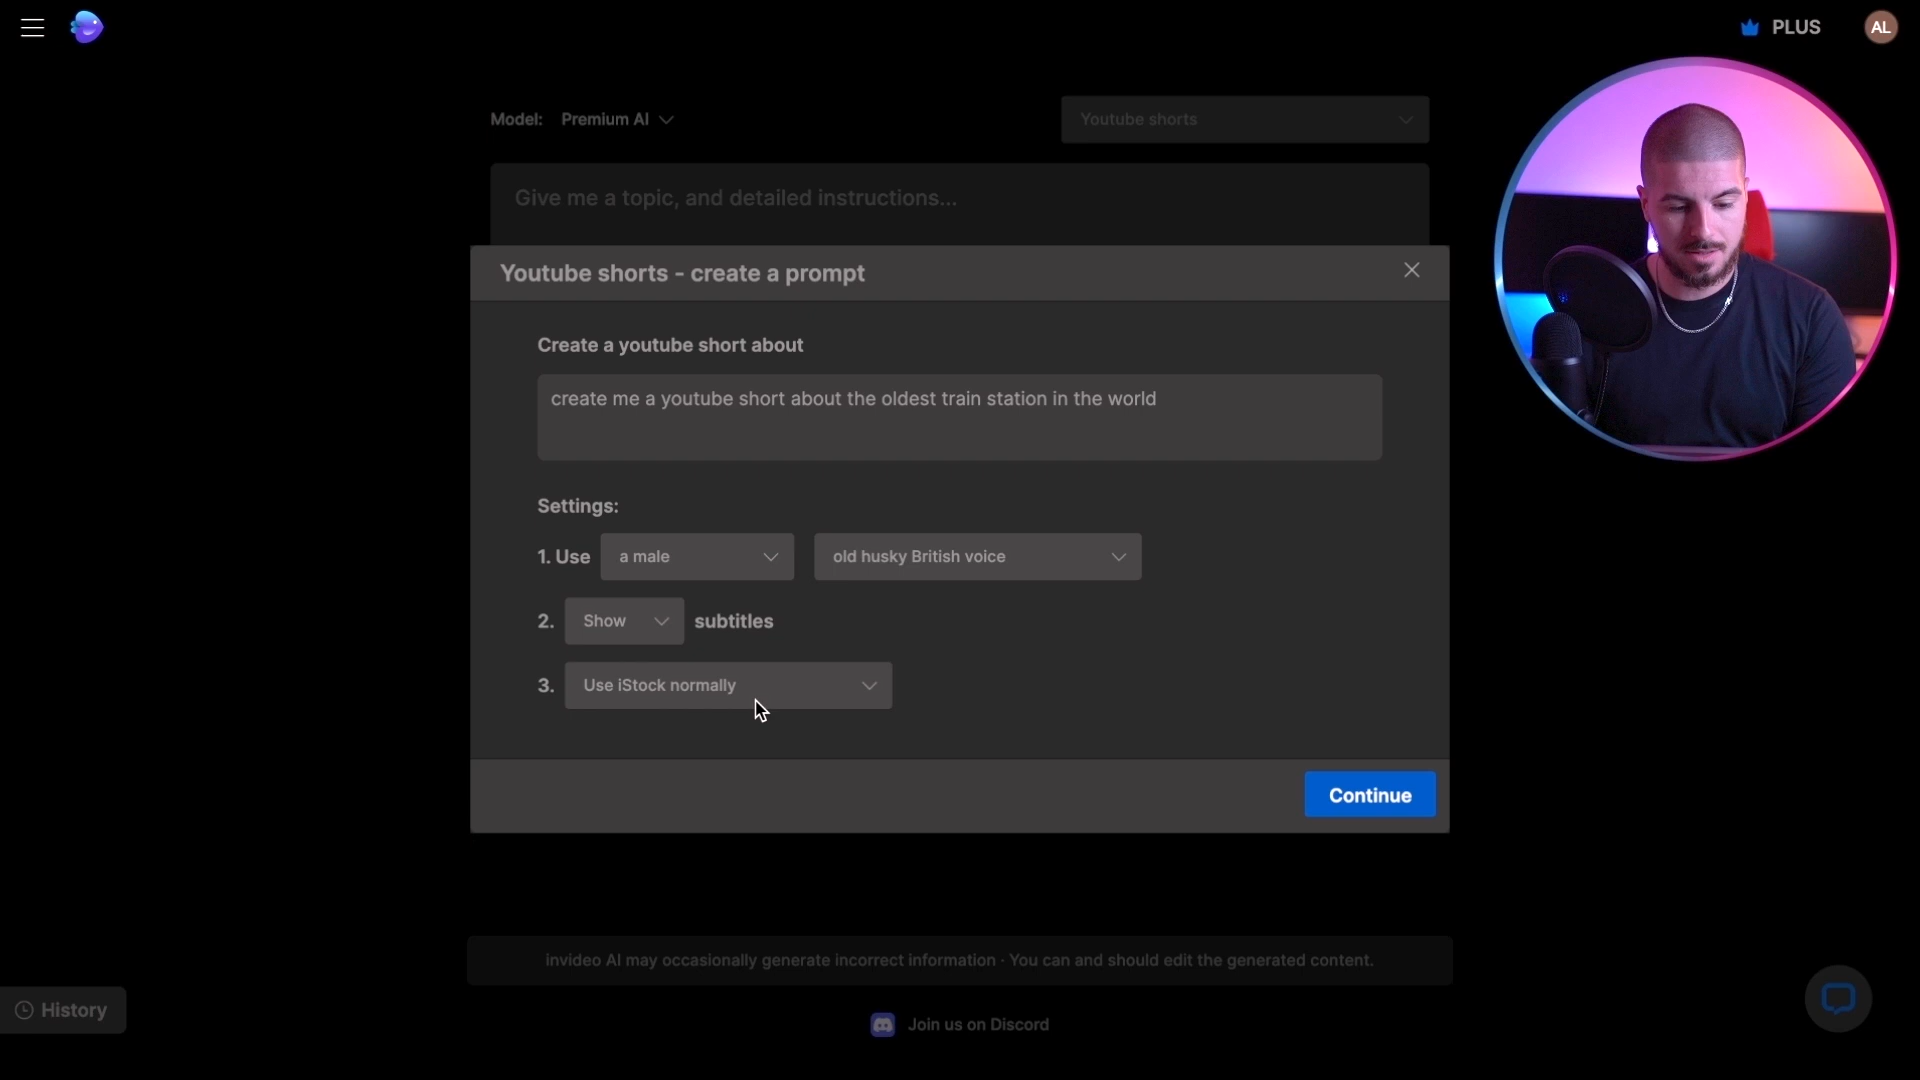 PLUS
AL
Model: Premium AI
Youtube shorts
Give me a topic, and detailed instructions...
Youtube shorts - create a prompt
Create a youtube short about
create me a youtube short about the oldest train station in the world
Settings:
1. Use a male old husky British voice
2. Show subtitles
3. Use iStock normally
Continue
invideo AI may occasionally generate incorrect information · You can and should edit the generated content.
History
Join us on Discord